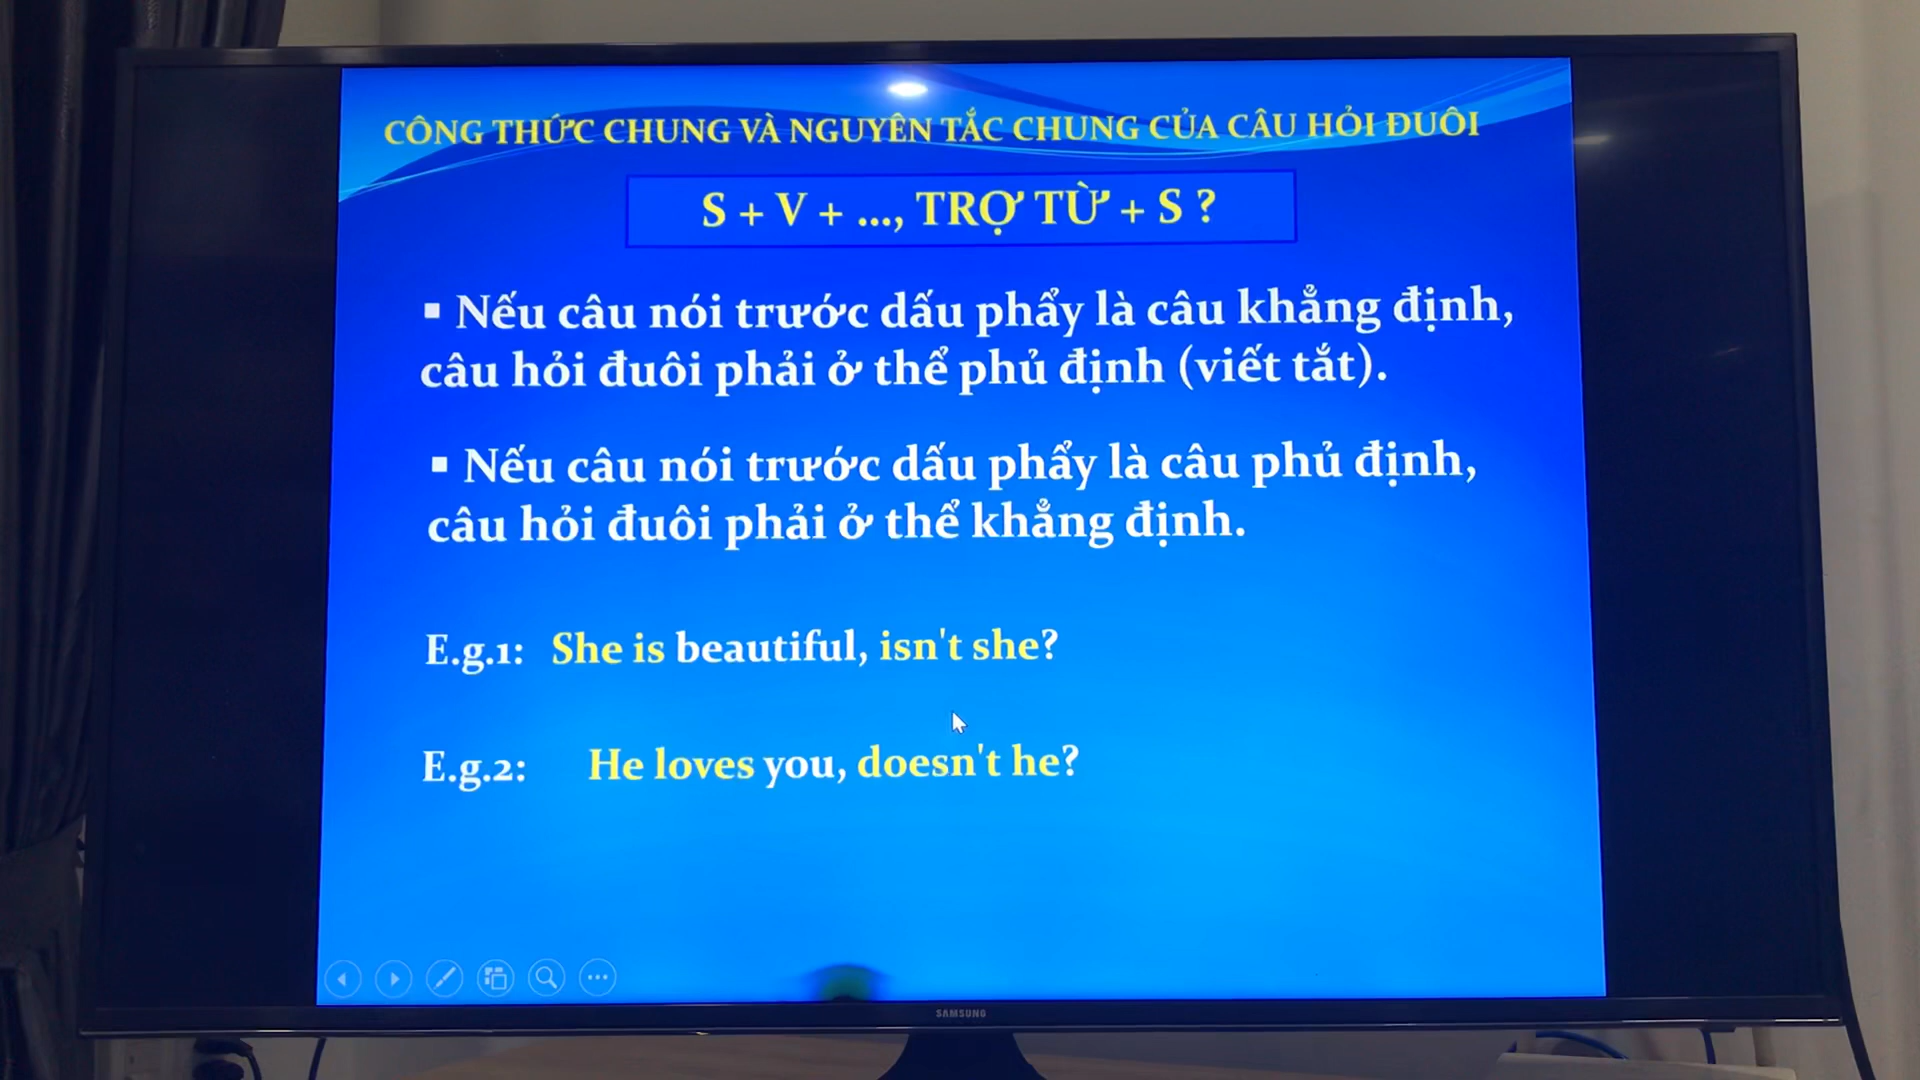 CÔNG THỨC CHUNG VÀ NGUYÊN TẮC CHUNG CỦA CÂU HỎI ĐUÔI
S + V + ..., TRỢ TỪ + S ?
▪ Nếu câu nói trước dấu phẩy là câu khẳng định,
câu hỏi đuôi phải ở thể phủ định (viết tắt).
▪ Nếu câu nói trước dấu phẩy là câu phủ định,
câu hỏi đuôi phải ở thể khẳng định.
E.g.1: She is beautiful, isn't she?
E.g.2: He loves you, doesn't he?
SAMSUNG